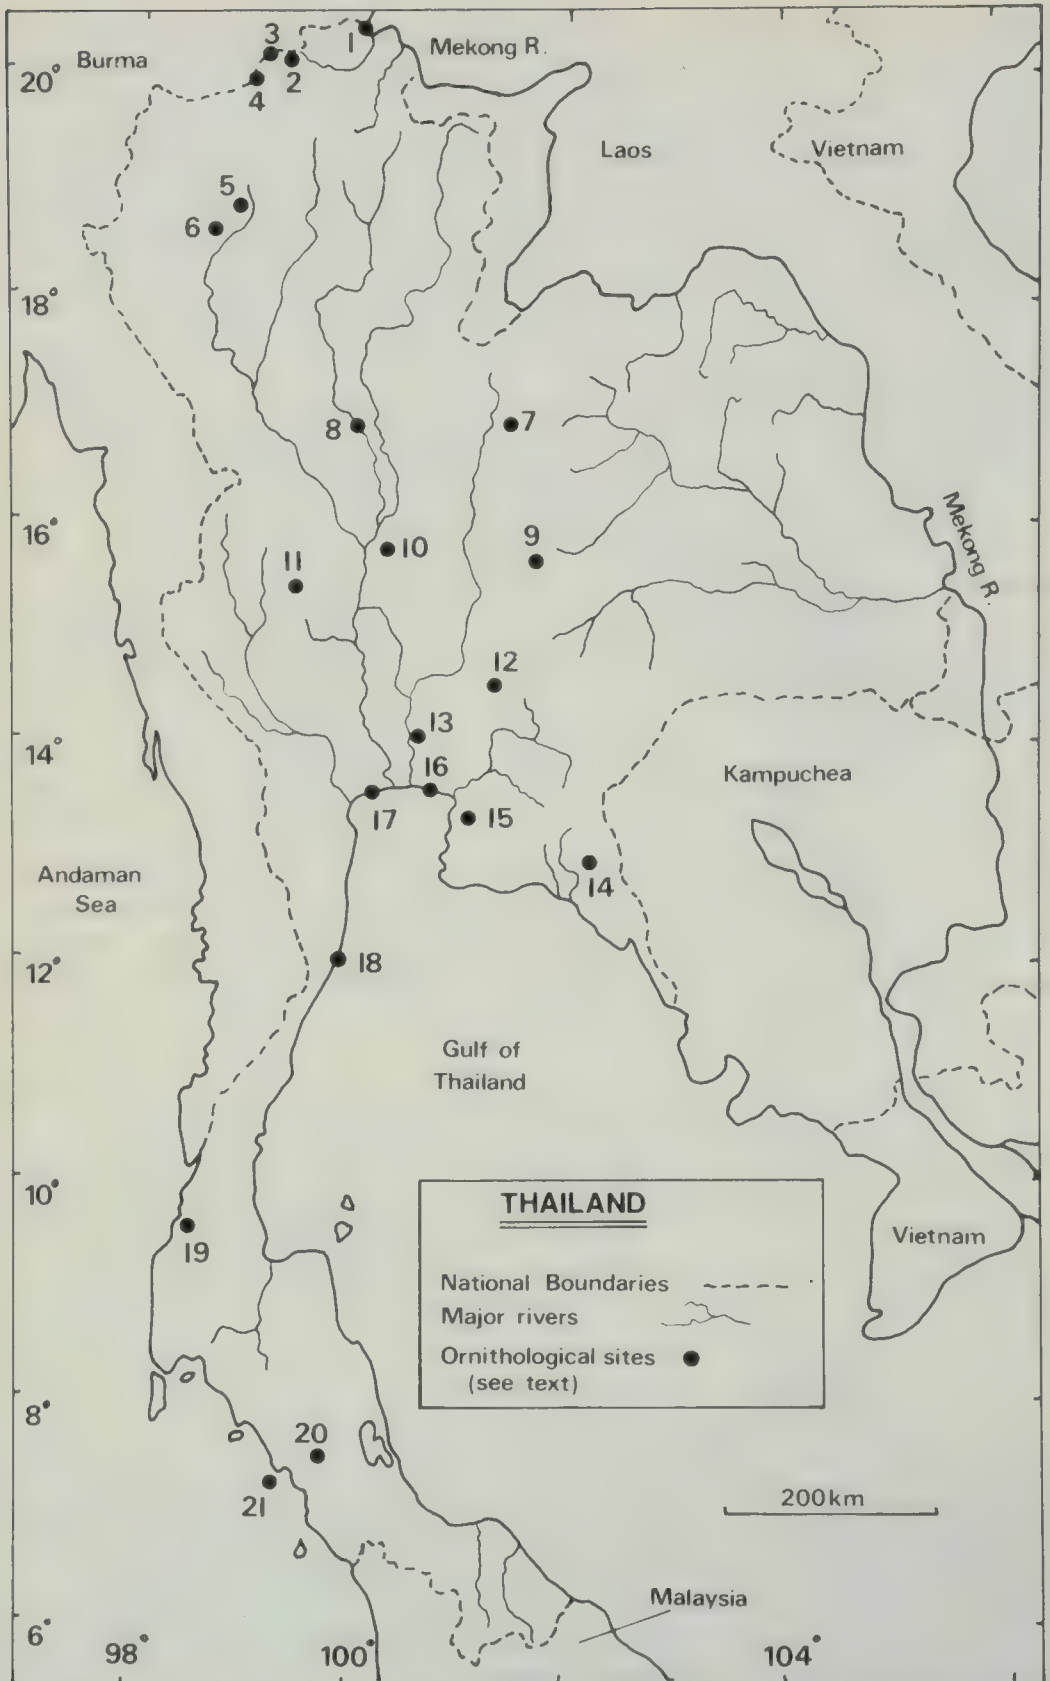 3
1
Mekong R.
Burma
20°
4
2
Laos
Vietnam
5
6
18°
8
7
16°
Mekong R.
10
9
11
12
13
14°
16
Kampuchea
17
15
14
Andaman
Sea
12°
18
Gulf of
Thailand
10°
THAILAND
19
Vietnam
National Boundaries
Major rivers
Ornithological sites
(see text)
8°
20
21
200km
Malaysia
6°
98°
100°
104°